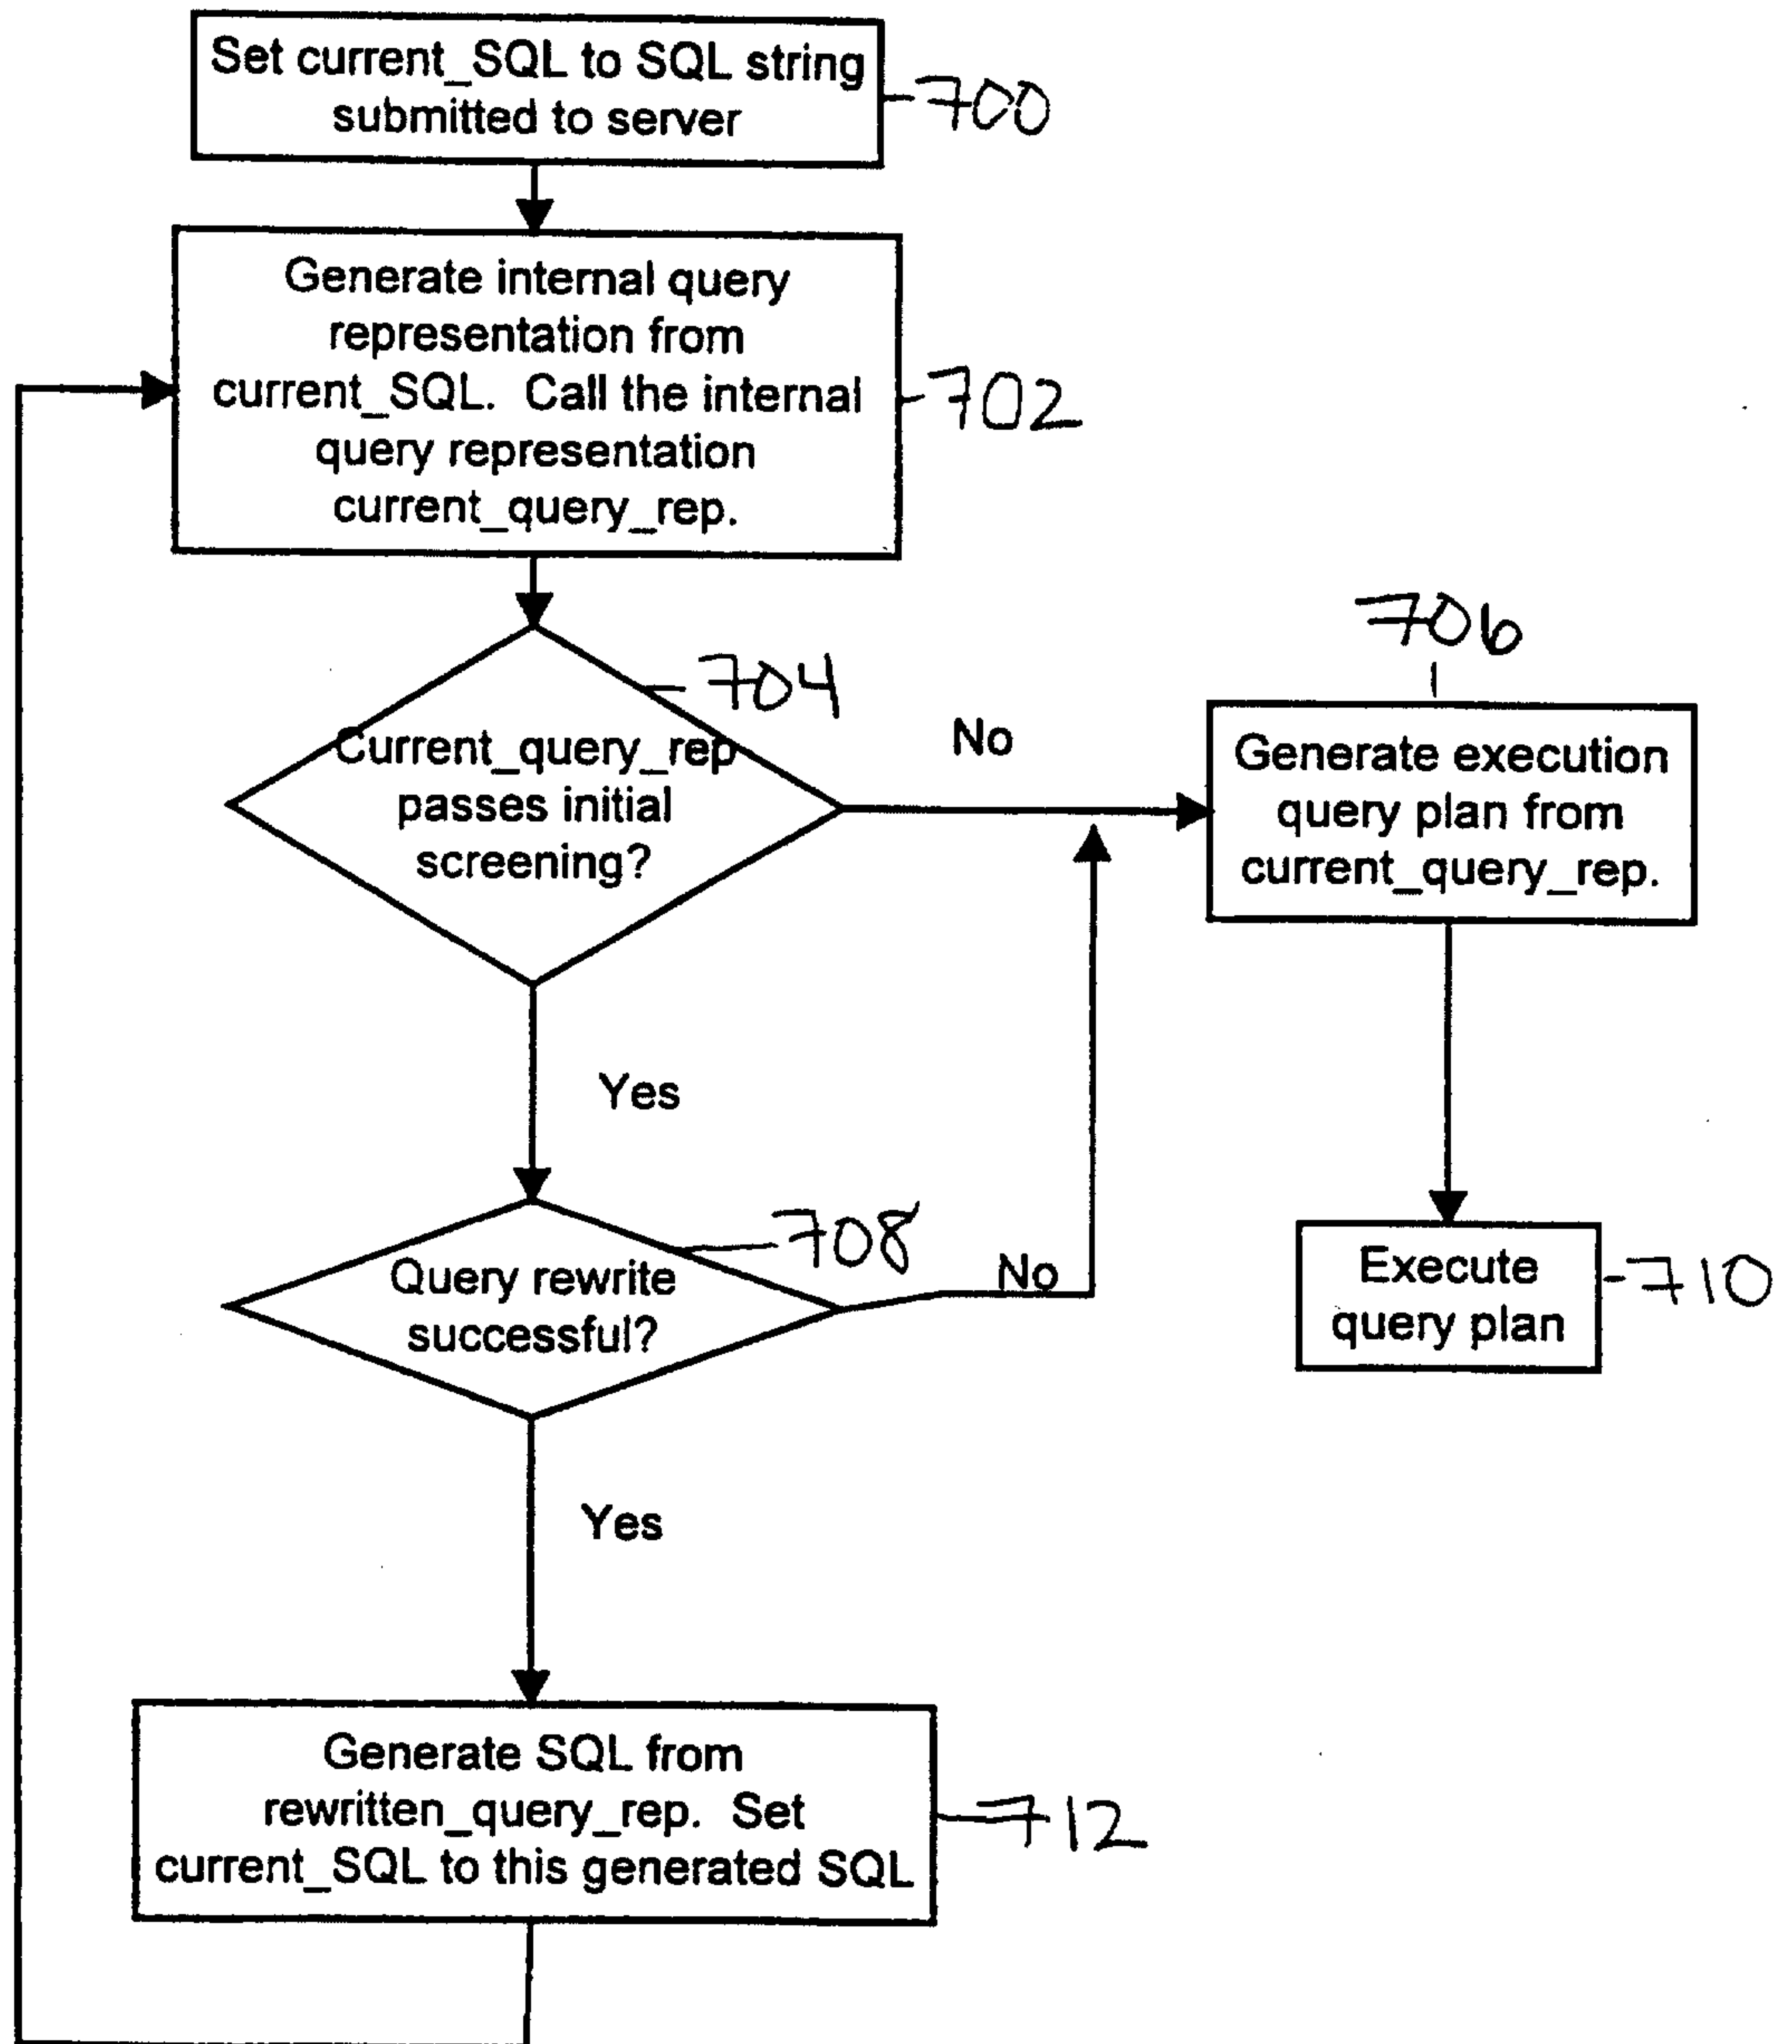 Set current_SQL to SQL string
submitted to server
700
Generate internal query
representation from
current_SQL. Call the internal
query representation
current_query_rep.
702
704
Current_query_rep
passes initial
screening?
No
706
Generate execution
query plan from
current_query_rep.
Yes
708
Query rewrite
successful?
No
Execute
query plan
710
Yes
Generate SQL from
rewritten_query_rep. Set
current_SQL to this generated SQL
712